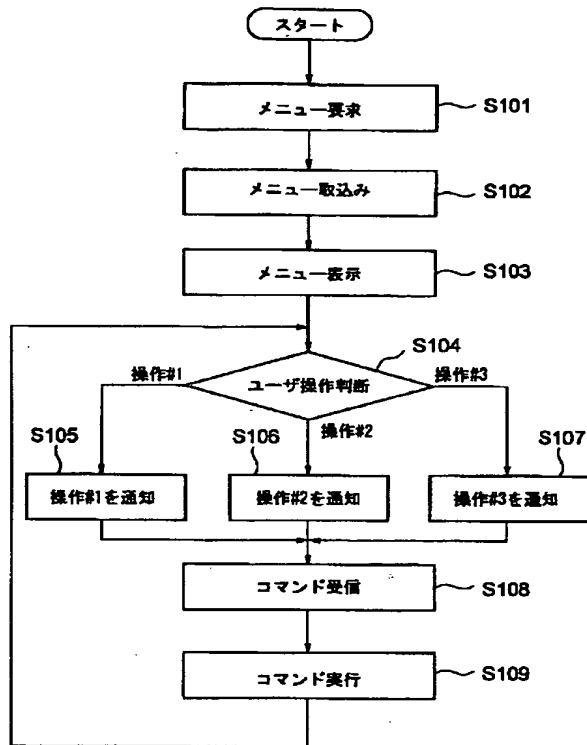 スタート
メニュー要求
S101
メニュー取込み
S102
メニュー表示
S103
S104
ユーザ操作判断
操作#1
操作#3
操作#2
S105
S106
S107
操作#1を通知
操作#2を通知
操作#3を通知
コマンド受信
S108
コマンド実行
S109